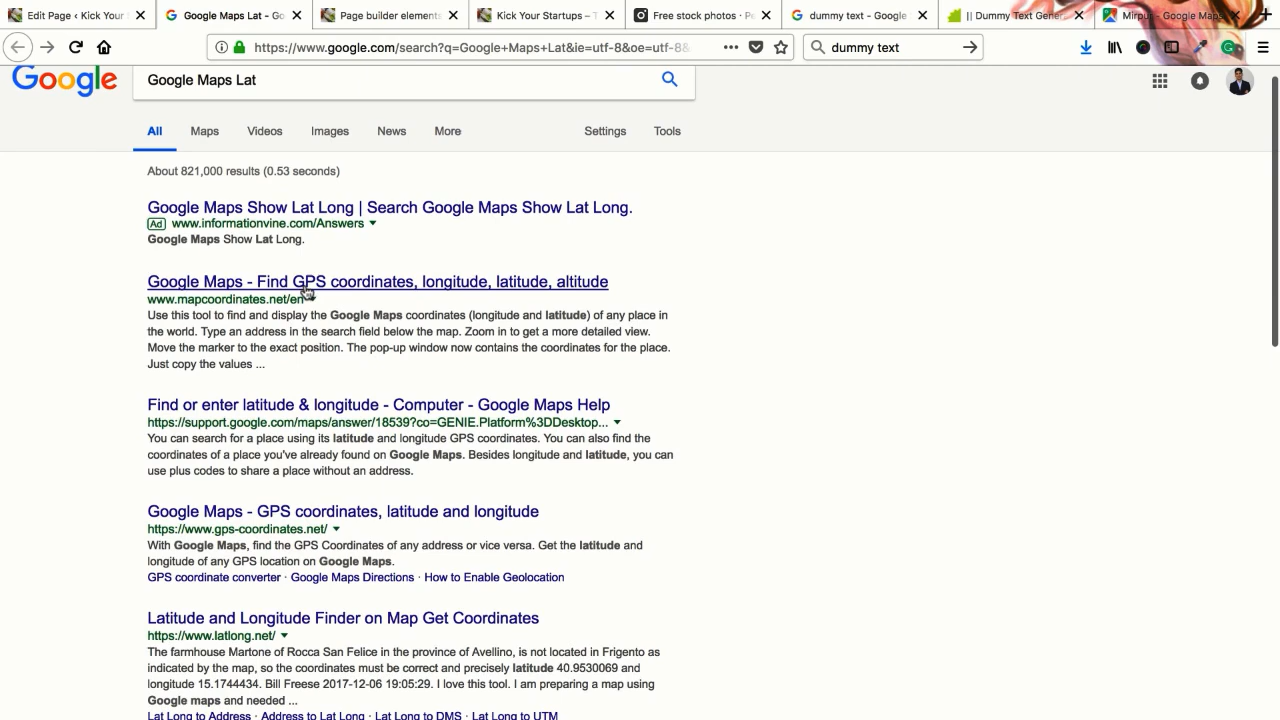 Edit Page ‹ Kick Your
Google Maps Lat - Go
Page builder elements
Kick Your Startups – T
Free stock photos · Pe
dummy text - Google
|| Dummy Text Gener
Mirpur - Google Maps
https://www.google.com/search?q=Google+Maps+Lat&ie=utf-8&oe=utf-8&
dummy text
Google
Google Maps Lat
All
Maps
Videos
Images
News
More
Settings
Tools
About 821,000 results (0.53 seconds)
Google Maps Show Lat Long | Search Google Maps Show Lat Long.
Ad www.informationvine.com/Answers
Google Maps Show Lat Long.
Google Maps - Find GPS coordinates, longitude, latitude, altitude
www.mapcoordinates.net/en
Use this tool to find and display the Google Maps coordinates (longitude and latitude) of any place in
the world. Type an address in the search field below the map. Zoom in to get a more detailed view.
Move the marker to the exact position. The pop-up window now contains the coordinates for the place.
Just copy the values ...
Find or enter latitude & longitude - Computer - Google Maps Help
https://support.google.com/maps/answer/18539?co=GENIE.Platform%3DDesktop...
You can search for a place using its latitude and longitude GPS coordinates. You can also find the
coordinates of a place you've already found on Google Maps. Besides longitude and latitude, you can
use plus codes to share a place without an address.
Google Maps - GPS coordinates, latitude and longitude
https://www.gps-coordinates.net/
With Google Maps, find the GPS Coordinates of any address or vice versa. Get the latitude and
longitude of any GPS location on Google Maps.
GPS coordinate converter · Google Maps Directions · How to Enable Geolocation
Latitude and Longitude Finder on Map Get Coordinates
https://www.latlong.net/
The farmhouse Martone of Rocca San Felice in the province of Avellino, is not located in Frigento as
indicated by the map, so the coordinates must be correct and precisely latitude 40.9530069 and
longitude 15.1744434. Bill Freese 2017-12-06 19:05:29. I love this tool. I am preparing a map using
Google maps and needed ...
Lat Long to Address · Address to Lat Long · Lat Long to DMS · Lat Long to UTM